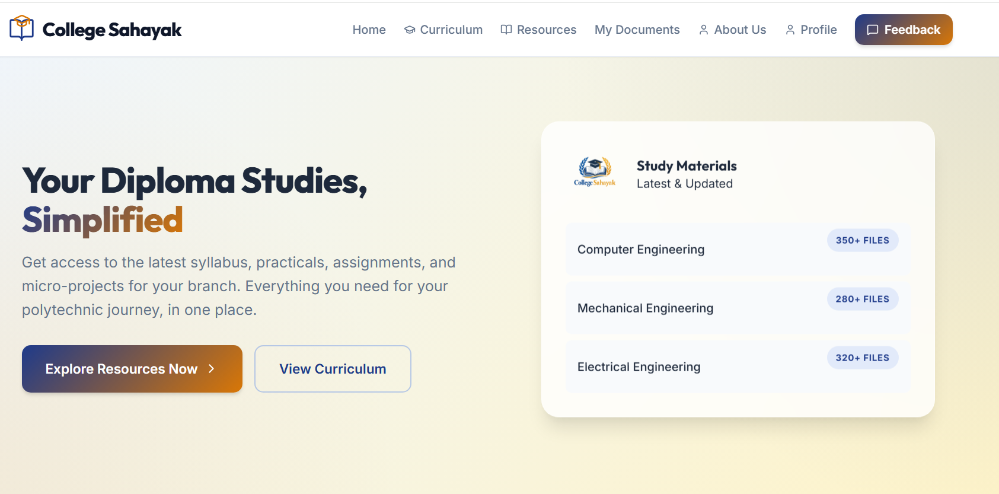 College Sahayak
Home
Curriculum
Resources
My Documents
About Us
Profile
Feedback
Your Diploma Studies,
Simplified
Get access to the latest syllabus, practicals, assignments, and
micro-projects for your branch. Everything you need for your
polytechnic journey, in one place.
Explore Resources Now
View Curriculum
College Sahayak
Study Materials
Latest & Updated
Computer Engineering
350+ FILES
Mechanical Engineering
280+ FILES
Electrical Engineering
320+ FILES